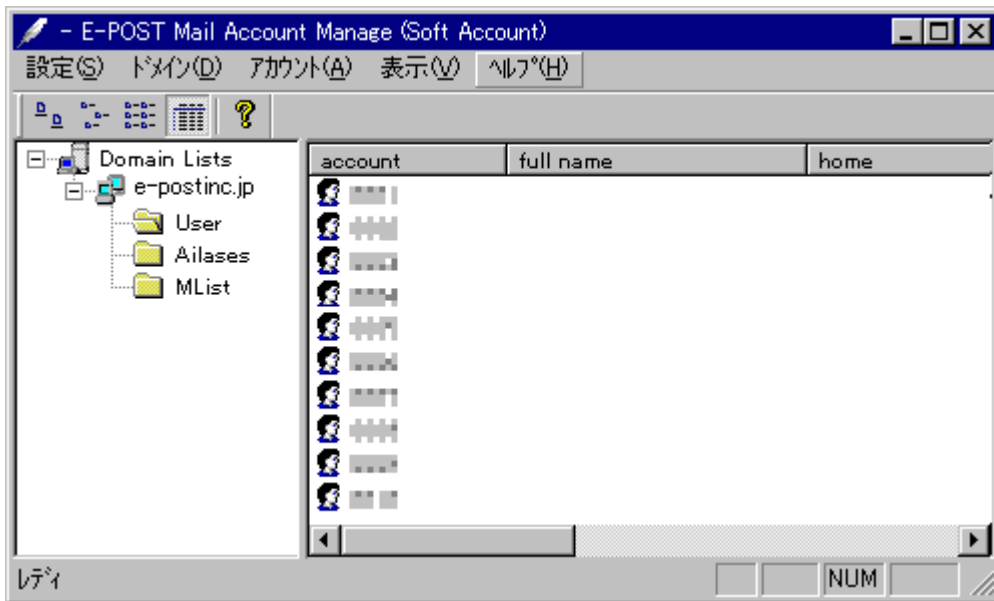 - E-POST Mail Account Manage (Soft Account)
設定(S) ﾄﾞﾒｲﾝ(D) ｱｶｳﾝﾄ(A) 表示(V) ﾍﾙﾌﾟ(H)
Domain Lists
e-postinc.jp
User
Ailases
MList
account full name home
ﾚﾃﾞｨ NUM